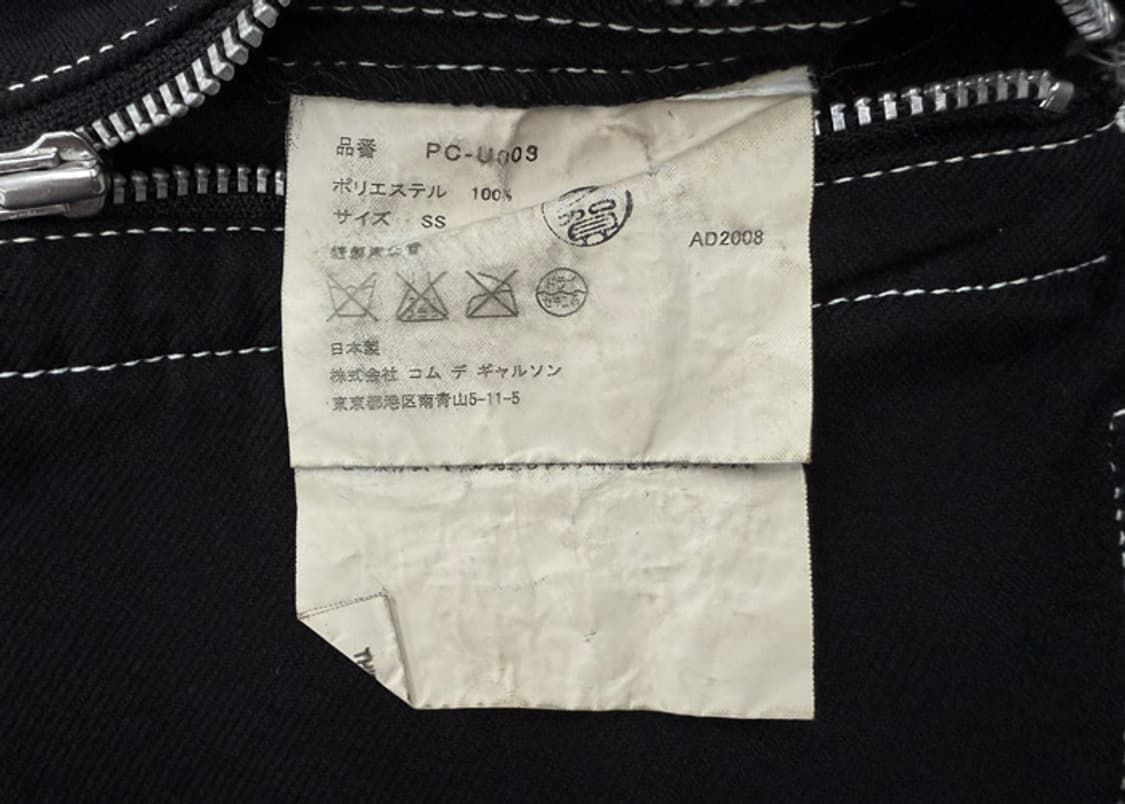 品番 PC-U003
ポリエステル 100%
サイズ SS
AD2008
日本製
株式会社 コム デ ギャルソン
東京都港区南青山5-11-5